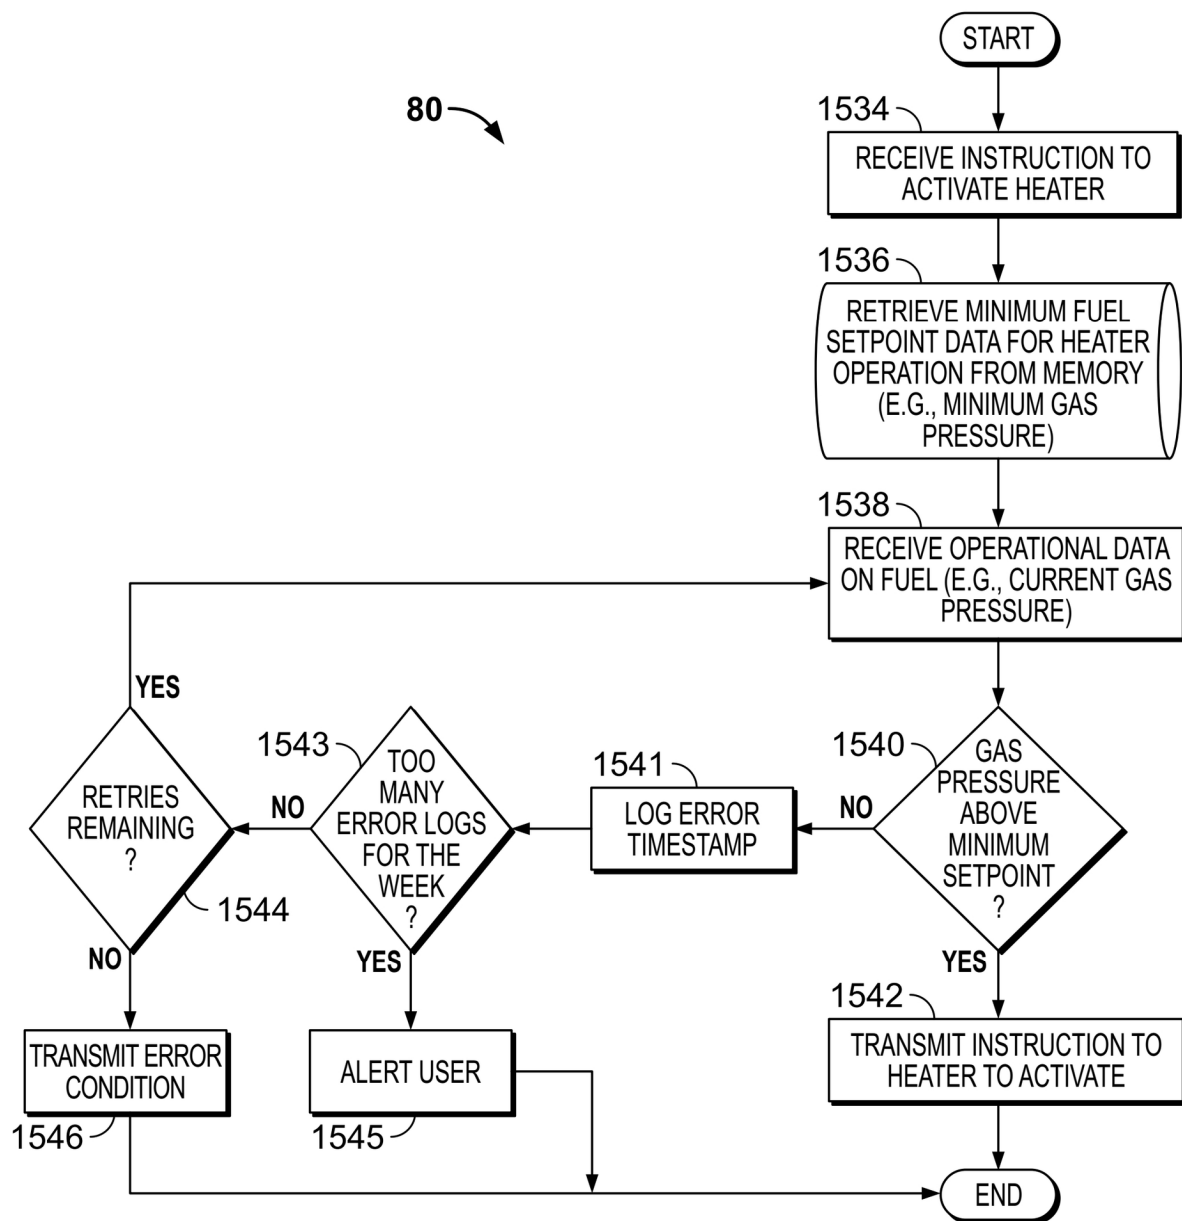 START
80
1534
RECEIVE INSTRUCTION TO
ACTIVATE HEATER
1536
RETRIEVE MINIMUM FUEL
SETPOINT DATA FOR HEATER
OPERATION FROM MEMORY
(E.G., MINIMUM GAS
PRESSURE)
1538
RECEIVE OPERATIONAL DATA
ON FUEL (E.G., CURRENT GAS
PRESSURE)
1540
GAS
PRESSURE
ABOVE
MINIMUM
SETPOINT
?
NO
YES
1541
LOG ERROR
TIMESTAMP
1543
TOO
MANY
ERROR LOGS
FOR THE
WEEK
?
NO
YES
YES
RETRIES
REMAINING
?
1544
NO
1542
TRANSMIT INSTRUCTION TO
HEATER TO ACTIVATE
ALERT USER
1545
TRANSMIT ERROR
CONDITION
1546
END